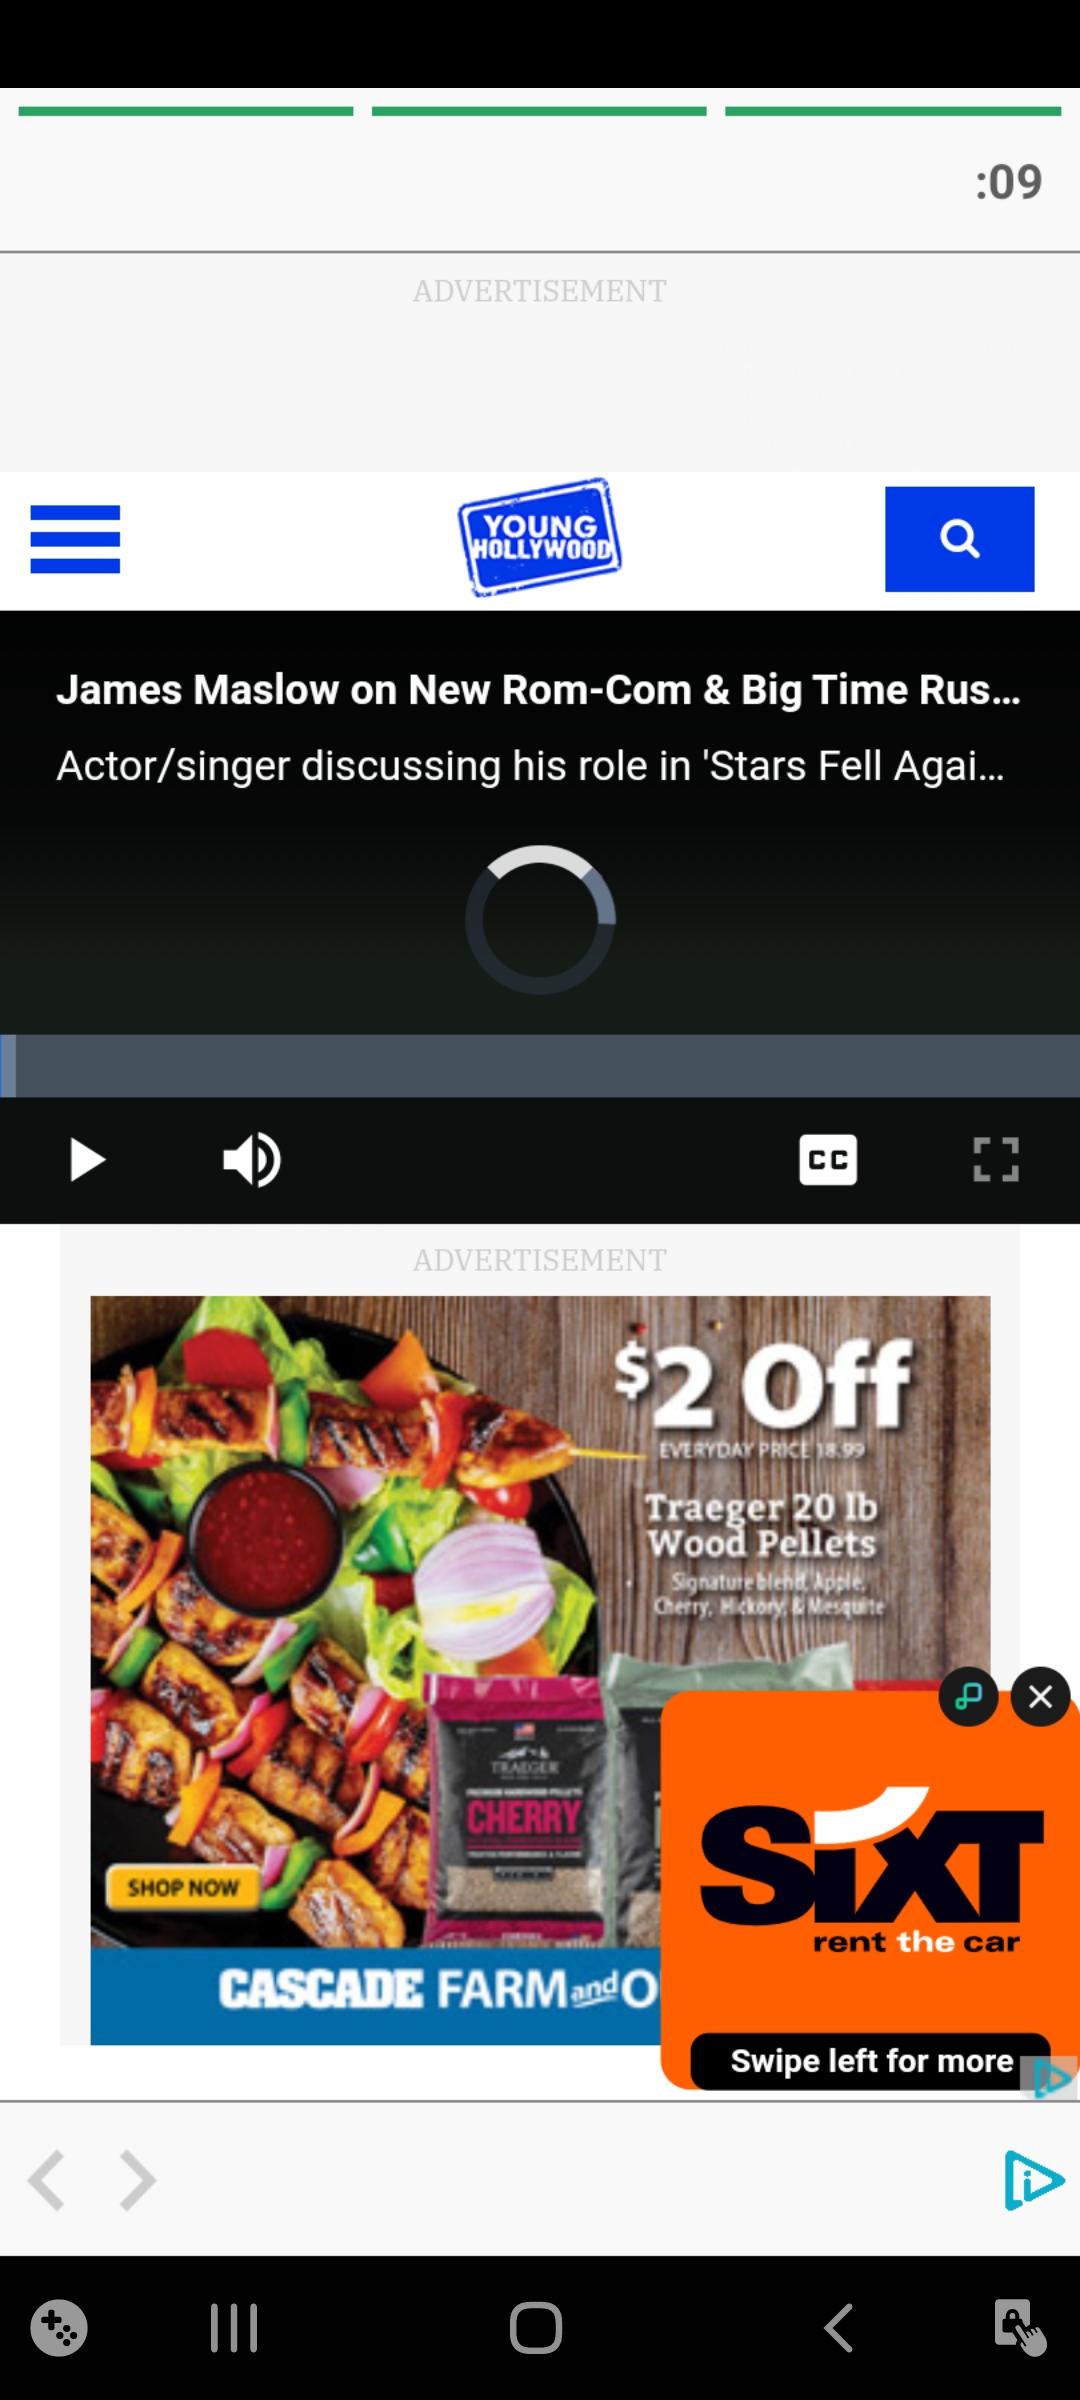 :09
ADVERTISEMENT
YOUNG
HOLLYWOOD
James Maslow on New Rom-Com & Big Time Rus...
Actor/singer discussing his role in 'Stars Fell Agai...
CC
ADVERTISEMENT
$2 Off
EVERYDAY PRICE 18.99
Traeger 20 lb
Wood Pellets
Signature blend, Apple,
Cherry, Hickory, & Mesquite
TRAEGER
CHERRY
SHOP NOW
CASCADE FARM and O
SiXT
rent the car
Swipe left for more